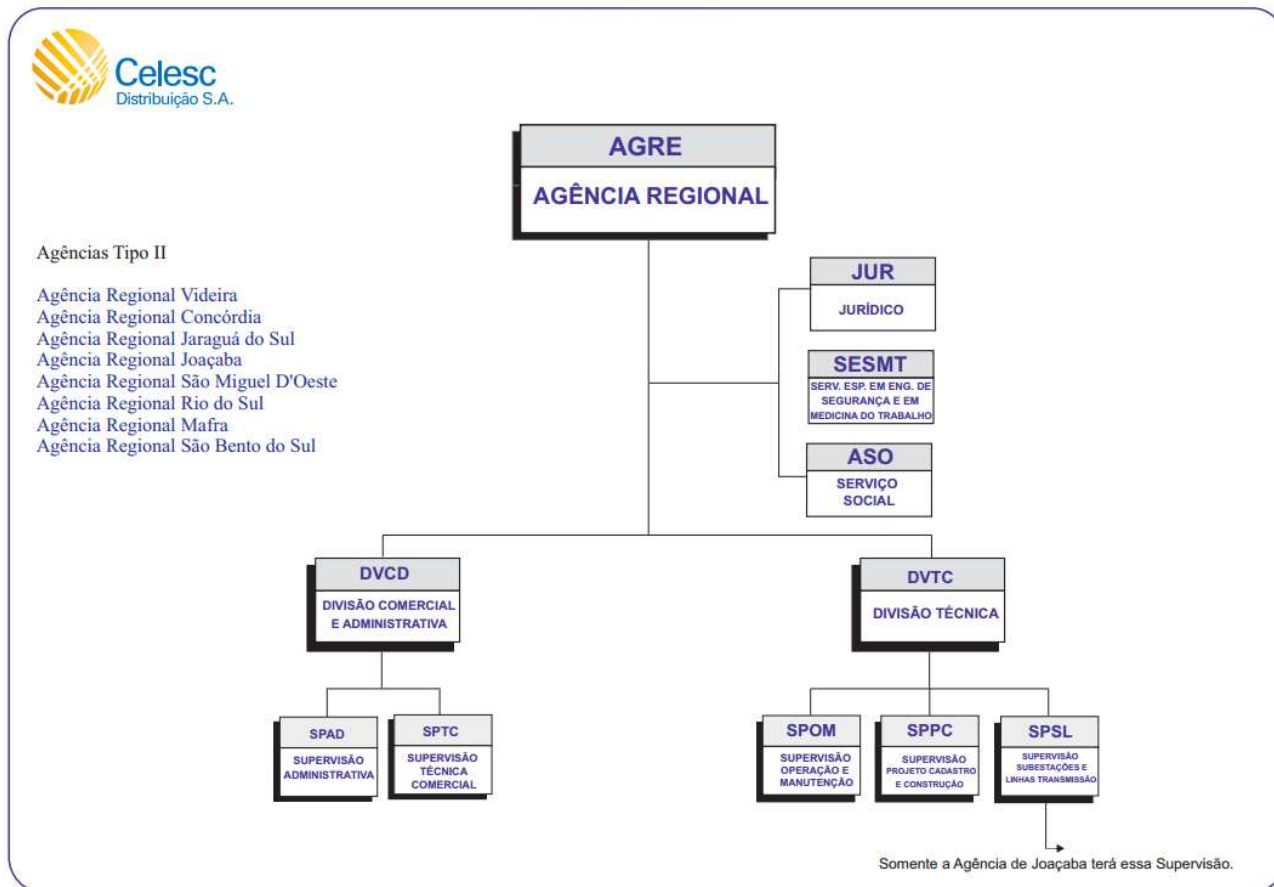 Celesc
Distribuição S.A.
AGRE
AGÊNCIA REGIONAL
Agências Tipo II
Agência Regional Videira
Agência Regional Concórdia
Agência Regional Jaraguá do Sul
Agência Regional Joaçaba
Agência Regional São Miguel D'Oeste
Agência Regional Rio do Sul
Agência Regional Mafra
Agência Regional São Bento do Sul
JUR
JURÍDICO
SESMT
SERV. ESP. EM ENG. DE
SEGURANÇA E EM
MEDICINA DO TRABALHO
ASO
SERVIÇO
SOCIAL
DVCD
DIVISÃO COMERCIAL
E ADMINISTRATIVA
DVTC
DIVISÃO TÉCNICA
SPAD
SUPERVISÃO
ADMINISTRATIVA
SPTC
SUPERVISÃO
TÉCNICA
COMERCIAL
SPOM
SUPERVISÃO
OPERAÇÃO E
MANUTENÇÃO
SPPC
SUPERVISÃO
PROJETO CADASTRO
E CONSTRUÇÃO
SPSL
SUPERVISÃO
SUBESTAÇÕES E
LINHAS TRANSMISSÃO
Somente a Agência de Joaçaba terá essa Supervisão.